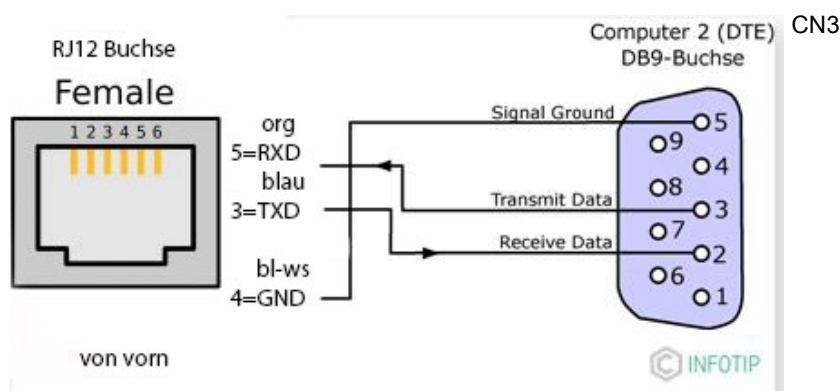 RJ12 Buchse
Female
1 2 3 4 5 6
org
5=RXD
blau
3=TXD
bl-ws
4=GND
von vorn
Computer 2 (DTE)
DB9-Buchse
CN3
Signal Ground
Transmit Data
Receive Data
5
9
4
8
3
7
2
6
1
INFOTIP